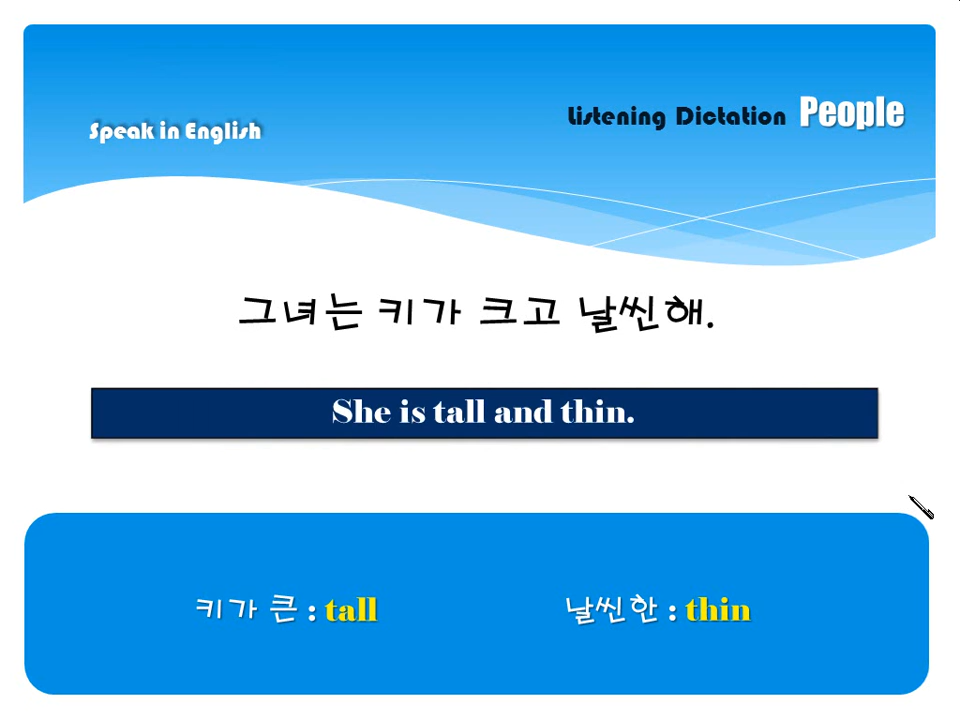 Speak in English
Listening Dictation People
그녀는 키가 크고 날씬해.
She is tall and thin.
키가 큰 : tall
날씬한 : thin